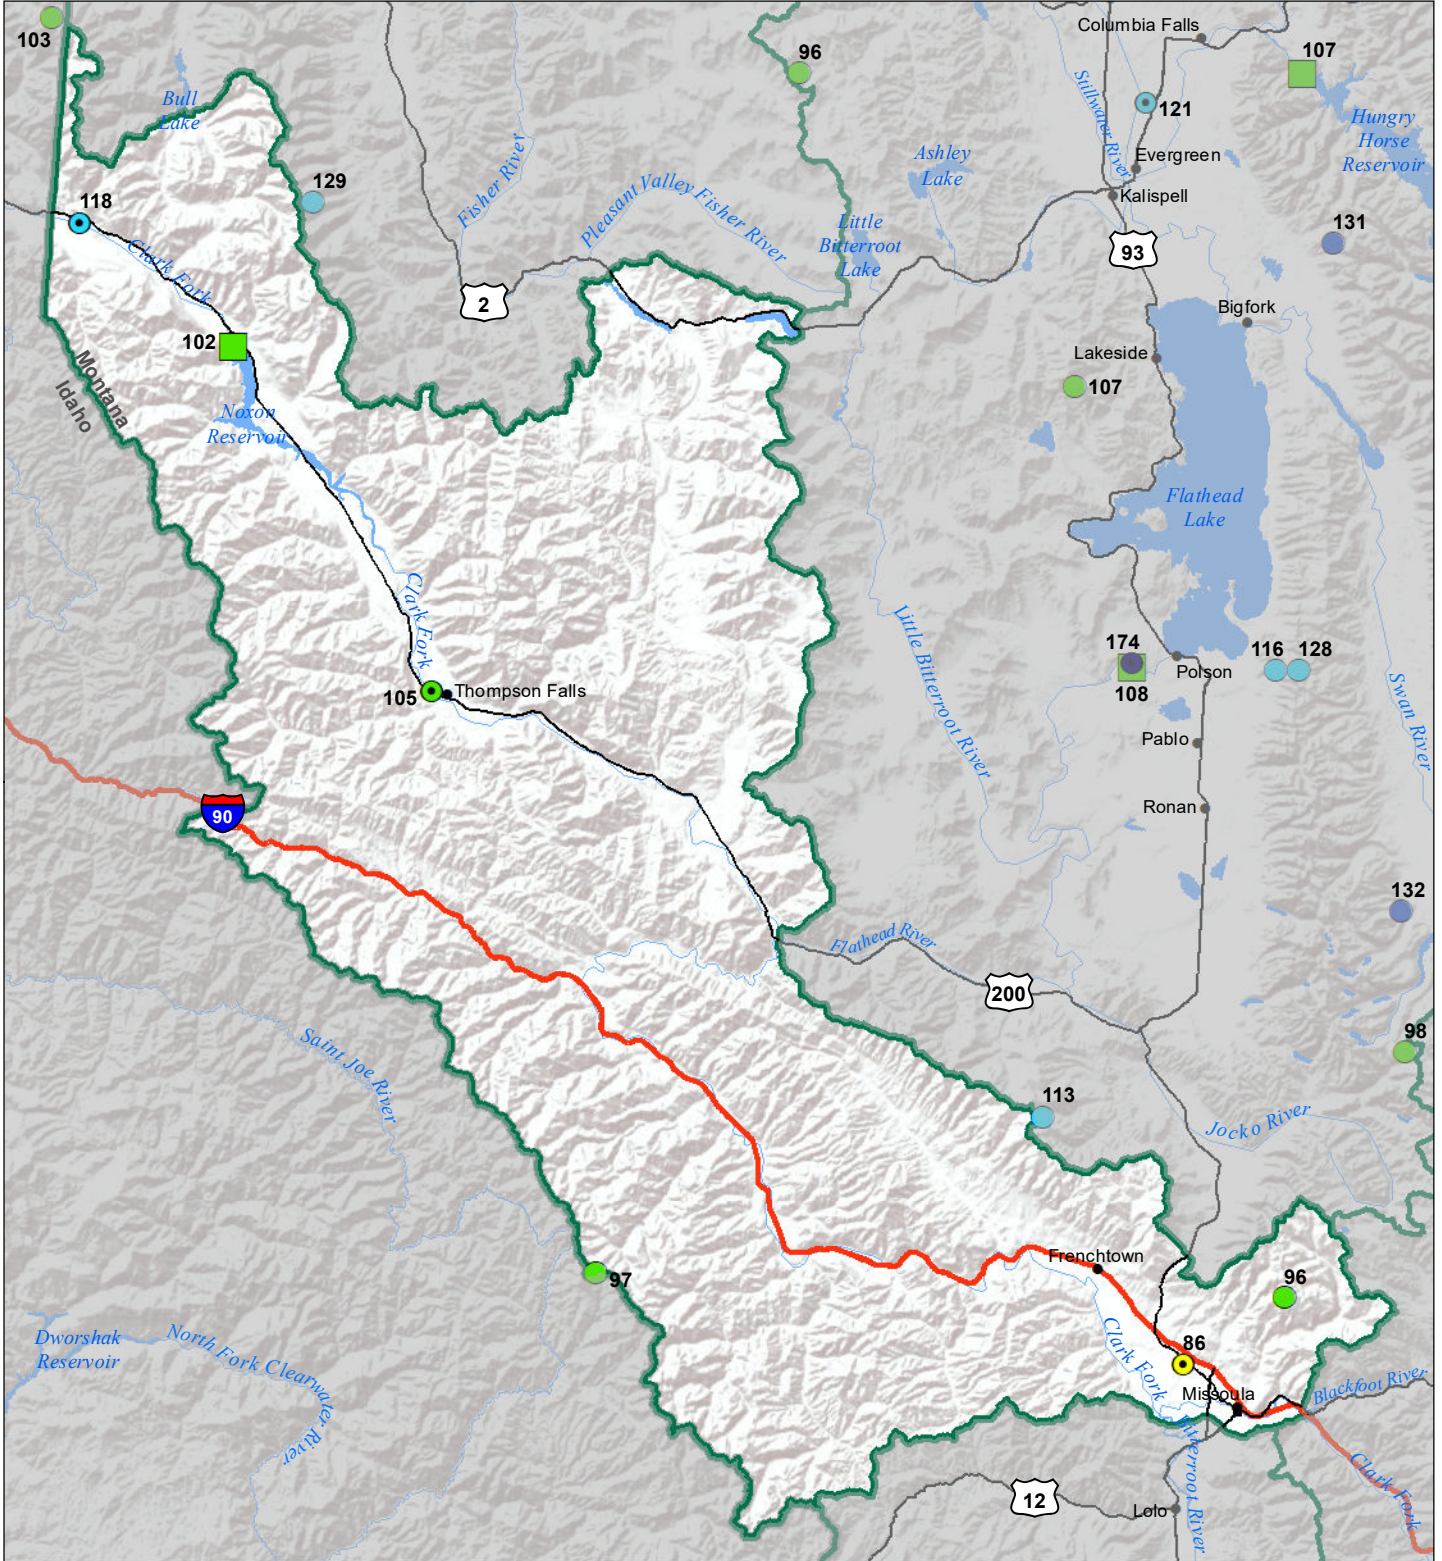 103
Bull
Lake
129
118
Clark Fork
102
Montana
Idaho
Noxon
Reservoir
Fisher River
2
Pleasant Valley Fisher River
96
Little
Bitterroot
Lake
Ashley
Lake
Columbia Falls
107
Stillwater River
121
Hungry
Horse
Reservoir
Evergreen
Kalispell
131
93
Bigfork
Lakeside
107
Flathead
Lake
Clark Fork
105
Thompson Falls
Little Bitterroot River
174
108
Polson
116
128
Swan River
Pablo
Ronan
90
132
Flathead River
200
98
Saint Joe River
113
Jocko River
97
Frenchtown
96
86
Clark Fork
Missoula
Blackfoot River
Dworshak
Reservoir
North Fork Clearwater
River
Bitterroot River
Clark Fork
12
Lolo